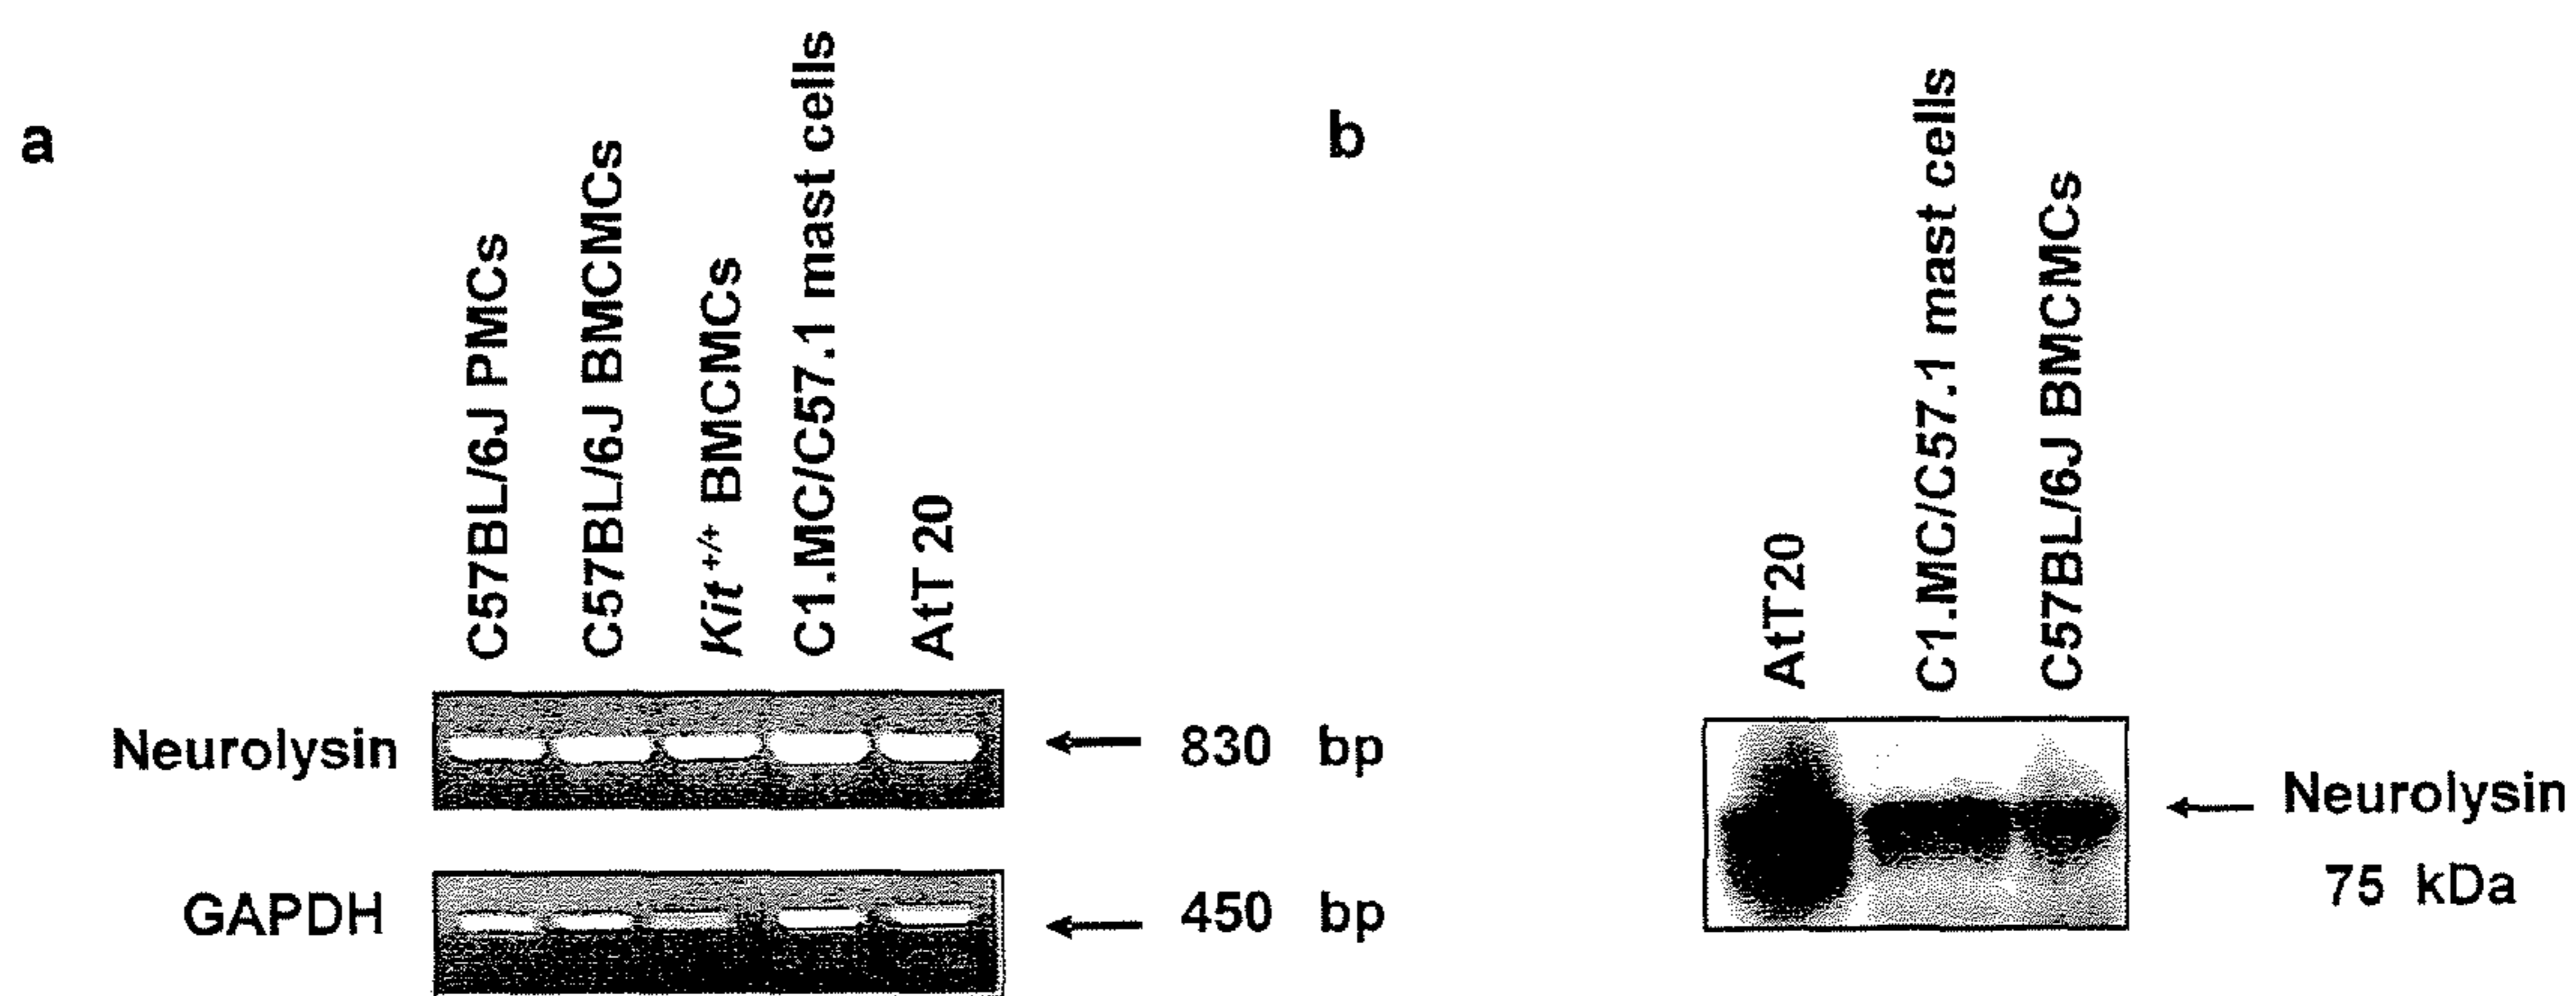 a
C57BL/6J PMCs
C57BL/6J BMCMCs
Kit+/+ BMCMCs
C1.MC/C57.1 mast cells
AtT 20
Neurolysin
830 bp
GAPDH
450 bp
b
AtT20
C1.MC/C57.1 mast cells
C57BL/6J BMCMCs
Neurolysin
75 kDa